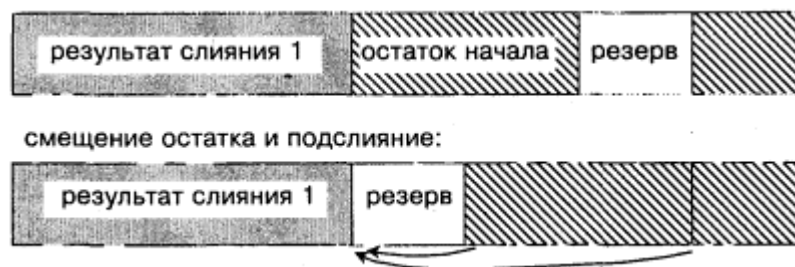 результат слияния 1 остаток начала резерв
смещение остатка и подслияние:
результат слияния 1 резерв